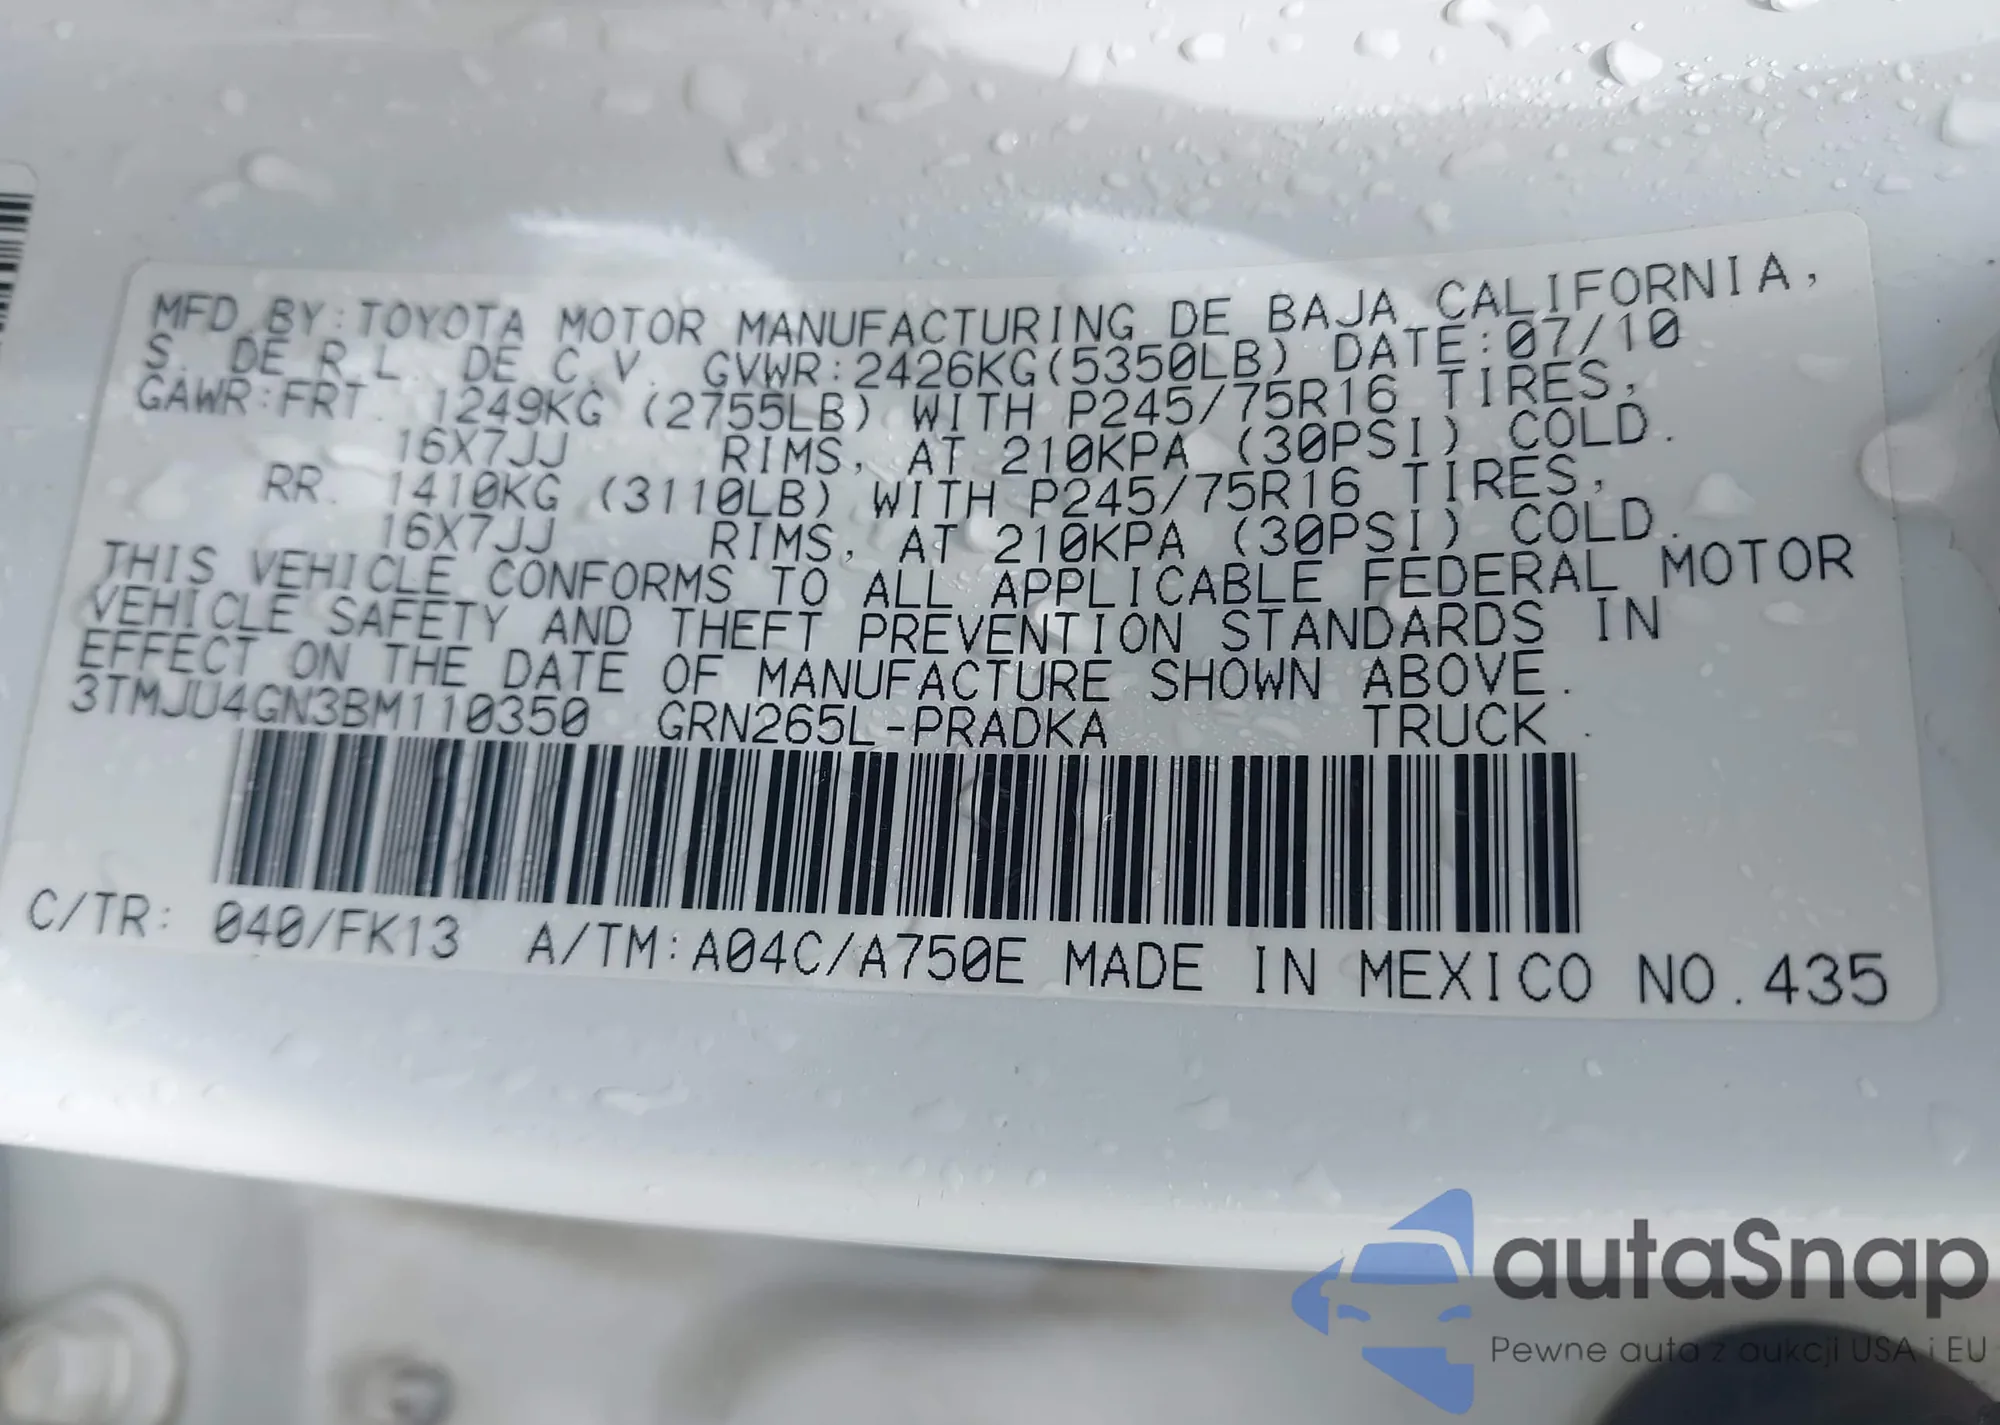 MFD BY:TOYOTA MOTOR MANUFACTURING DE BAJA CALIFORNIA,
S. DE R.L. DE C.V. GVWR:2426KG(5350LB) DATE:07/10
GAWR:FRT. 1249KG (2755LB) WITH P245/75R16 TIRES,
16X7JJ RIMS, AT 210KPA (30PSI) COLD.
RR. 1410KG (3110LB) WITH P245/75R16 TIRES,
16X7JJ RIMS, AT 210KPA (30PSI) COLD.
THIS VEHICLE CONFORMS TO ALL APPLICABLE FEDERAL MOTOR
VEHICLE SAFETY AND THEFT PREVENTION STANDARDS IN
EFFECT ON THE DATE OF MANUFACTURE SHOWN ABOVE.
3TMJU4GN3BM110350 GRN265L-PRADKA TRUCK
C/TR: 040/FK13 A/TM:A04C/A750E MADE IN MEXICO NO.435
autaSnap
Pewne auta z aukcji USA i EU